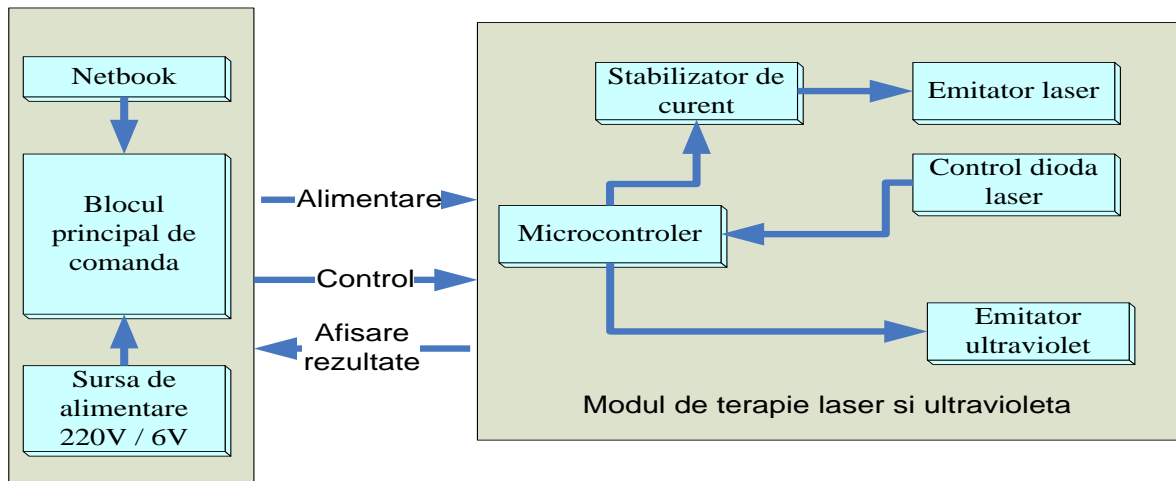 Netbook
Blocul
principal de
comanda
Sursa de
alimentare
220V / 6V
Alimentare
Control
Afisare
rezultate
Stabilizator de
curent
Emitator laser
Control dioda
laser
Microcontroler
Emitator
ultraviolet
Modul de terapie laser si ultravioleta